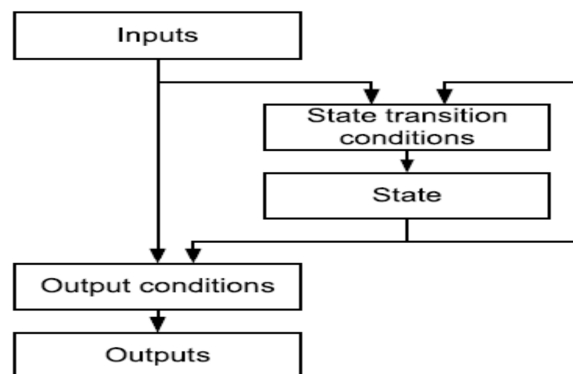 Inputs
State transition
conditions
State
Output conditions
Outputs